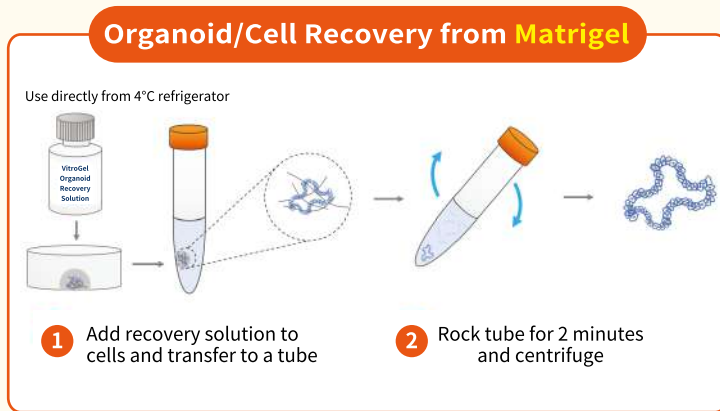 Organoid/Cell Recovery from Matrigel
Use directly from 4°C refrigerator
VitroGel
Organoid
Recovery
Solution
1
Add recovery solution to
cells and transfer to a tube
2
Rock tube for 2 minutes
and centrifuge